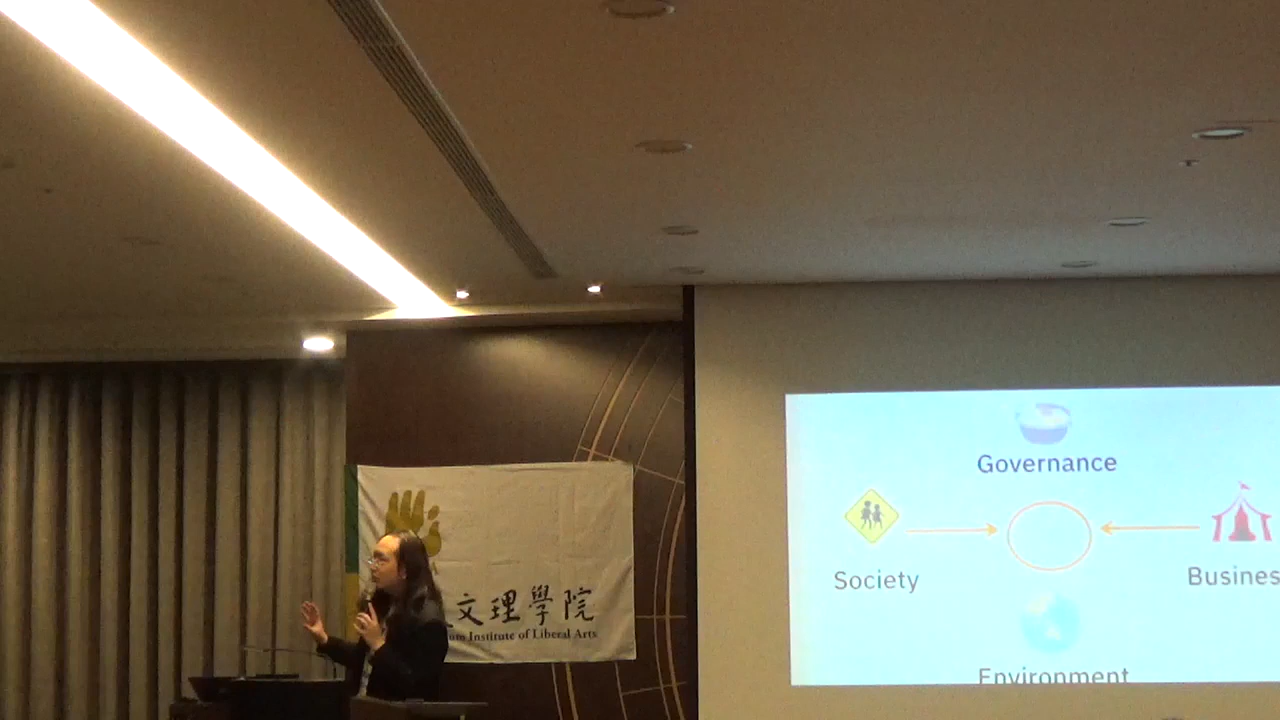 文理學院
Institute of Liberal Arts
Governance
Society
Busines
Environment